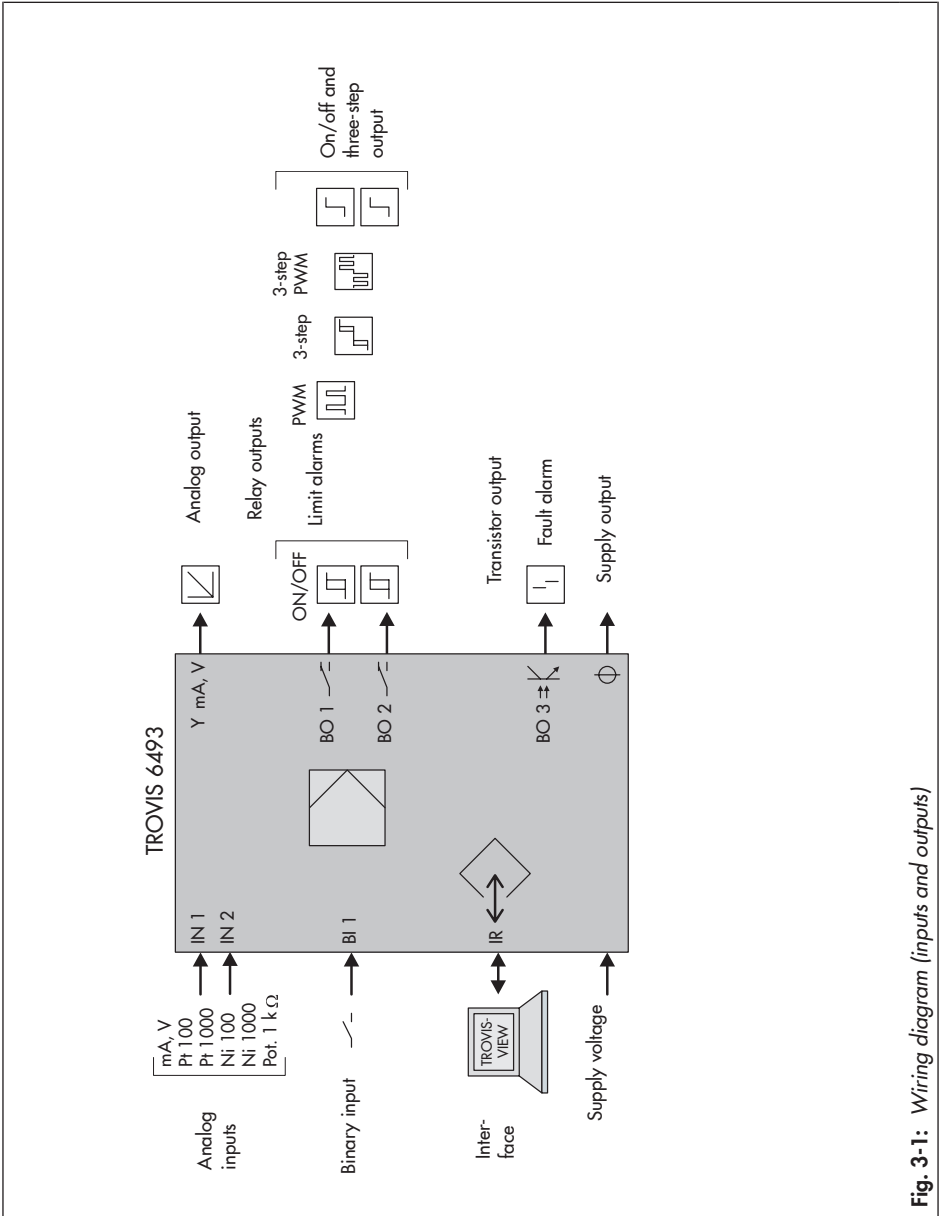 TROVIS 6493
Analog
inputs
mA, V
Pt 100
Pt 1000
Ni 100
Ni 1000
Pot. 1 kΩ
IN 1
IN 2
Binary input
BI 1
Inter-
face
TROVIS-
VIEW
IR
Supply voltage
Y mA, V
Analog output
Relay outputs
BO 1
BO 2
ON/OFF
Limit alarms
PWM
3-step
3-step
PWM
On/off and
three-step
output
BO 3
Transistor output
Fault alarm
Supply output
Fig. 3-1: Wiring diagram (inputs and outputs)